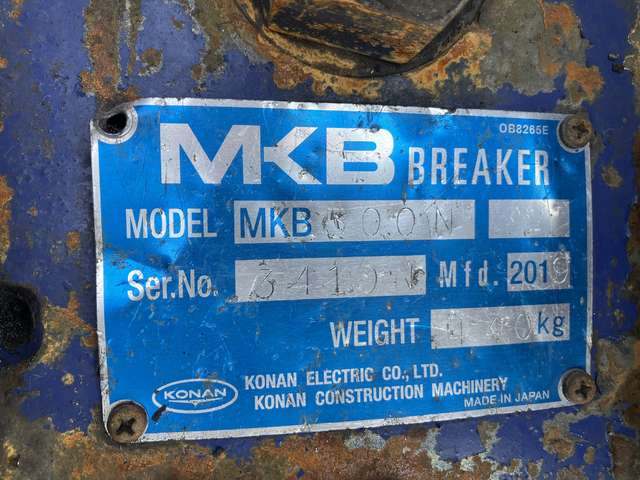 OB8265E
MKB BREAKER
MODEL MKB
Ser.No. Mfd. 2019
WEIGHT kg
KONAN
KONAN ELECTRIC CO., LTD.
KONAN CONSTRUCTION MACHINERY
MADE IN JAPAN